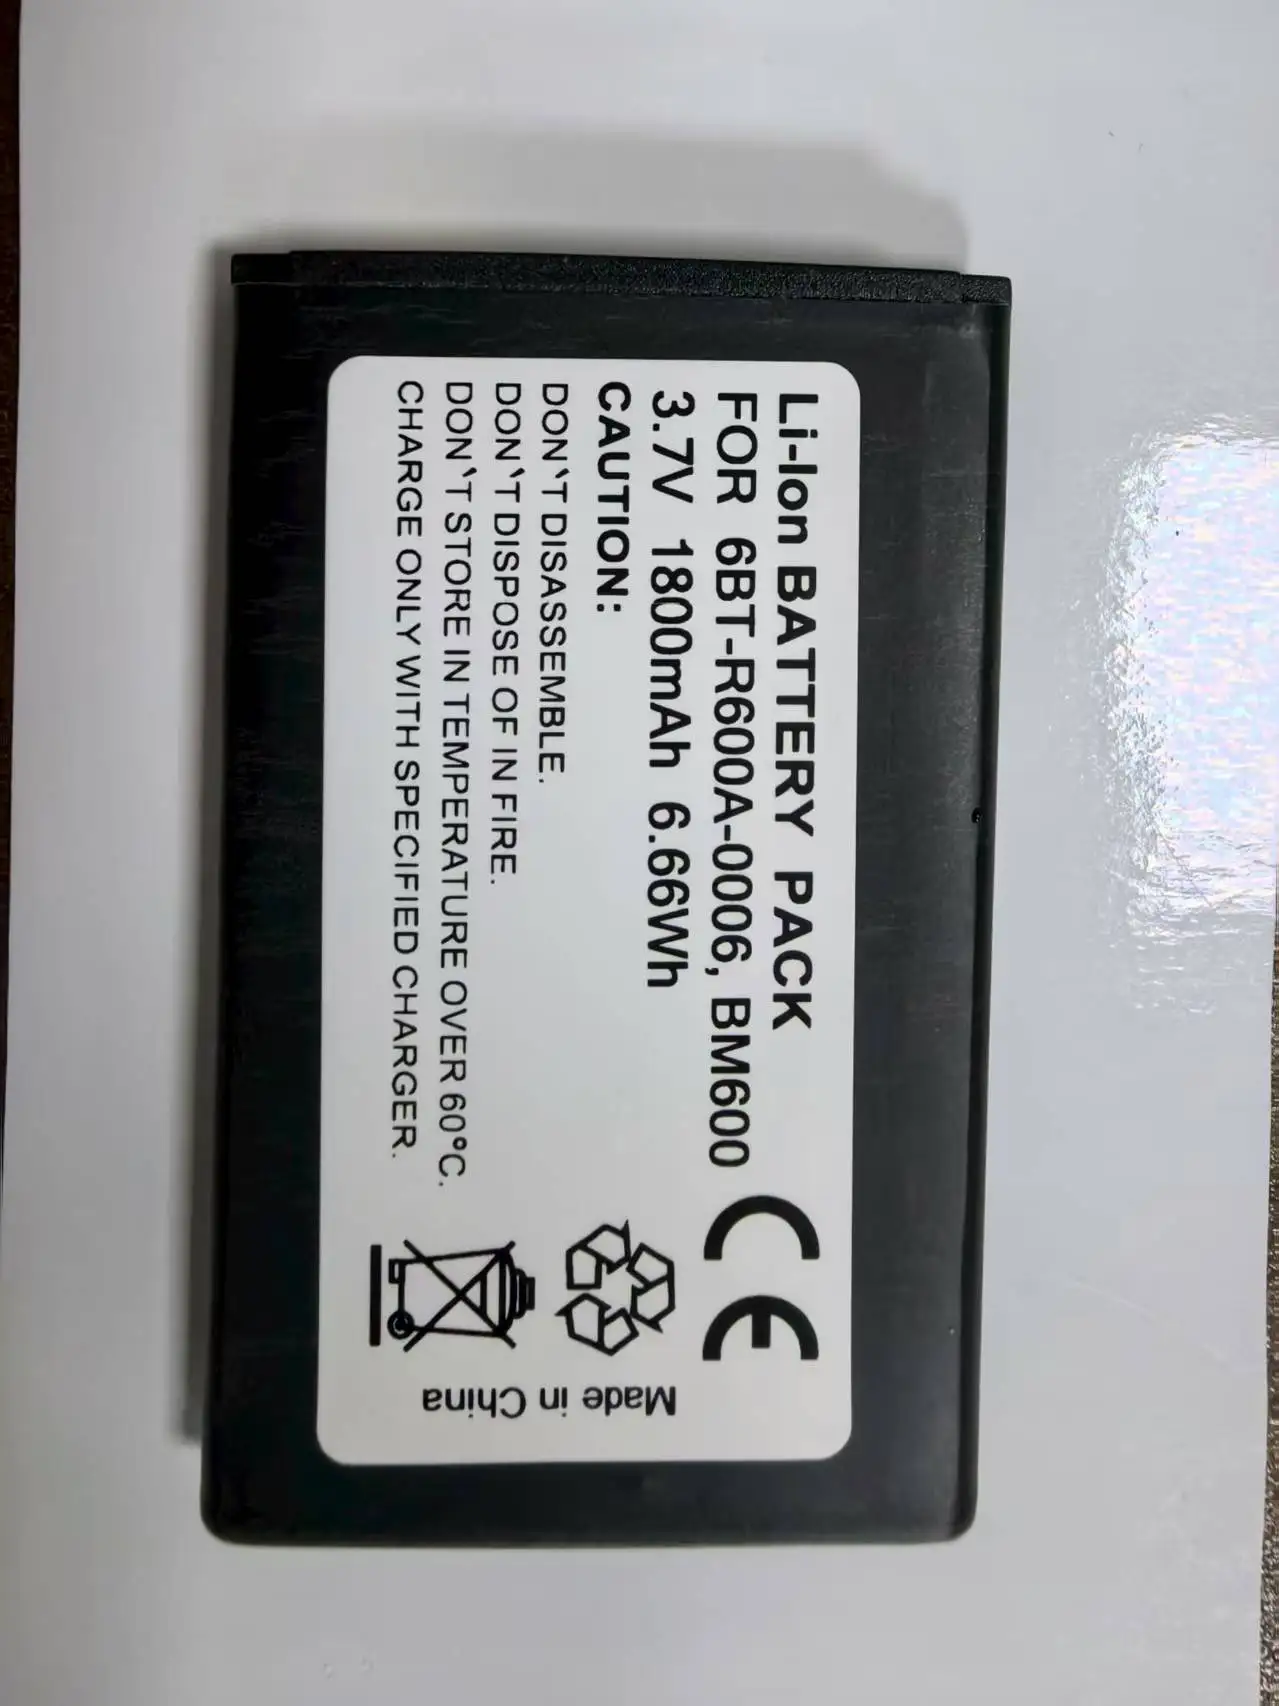 Li-Ion BATTERY PACK
FOR 6BT-R600A-0006, BM600
3.7V 1800mAh 6.66Wh
CAUTION:
DON`T DISASSEMBLE.
DON`T DISPOSE OF IN FIRE.
DON`T STORE IN TEMPERATURE OVER 60°C.
CHARGE ONLY WITH SPECIFIED CHARGER.
CE
Made in China